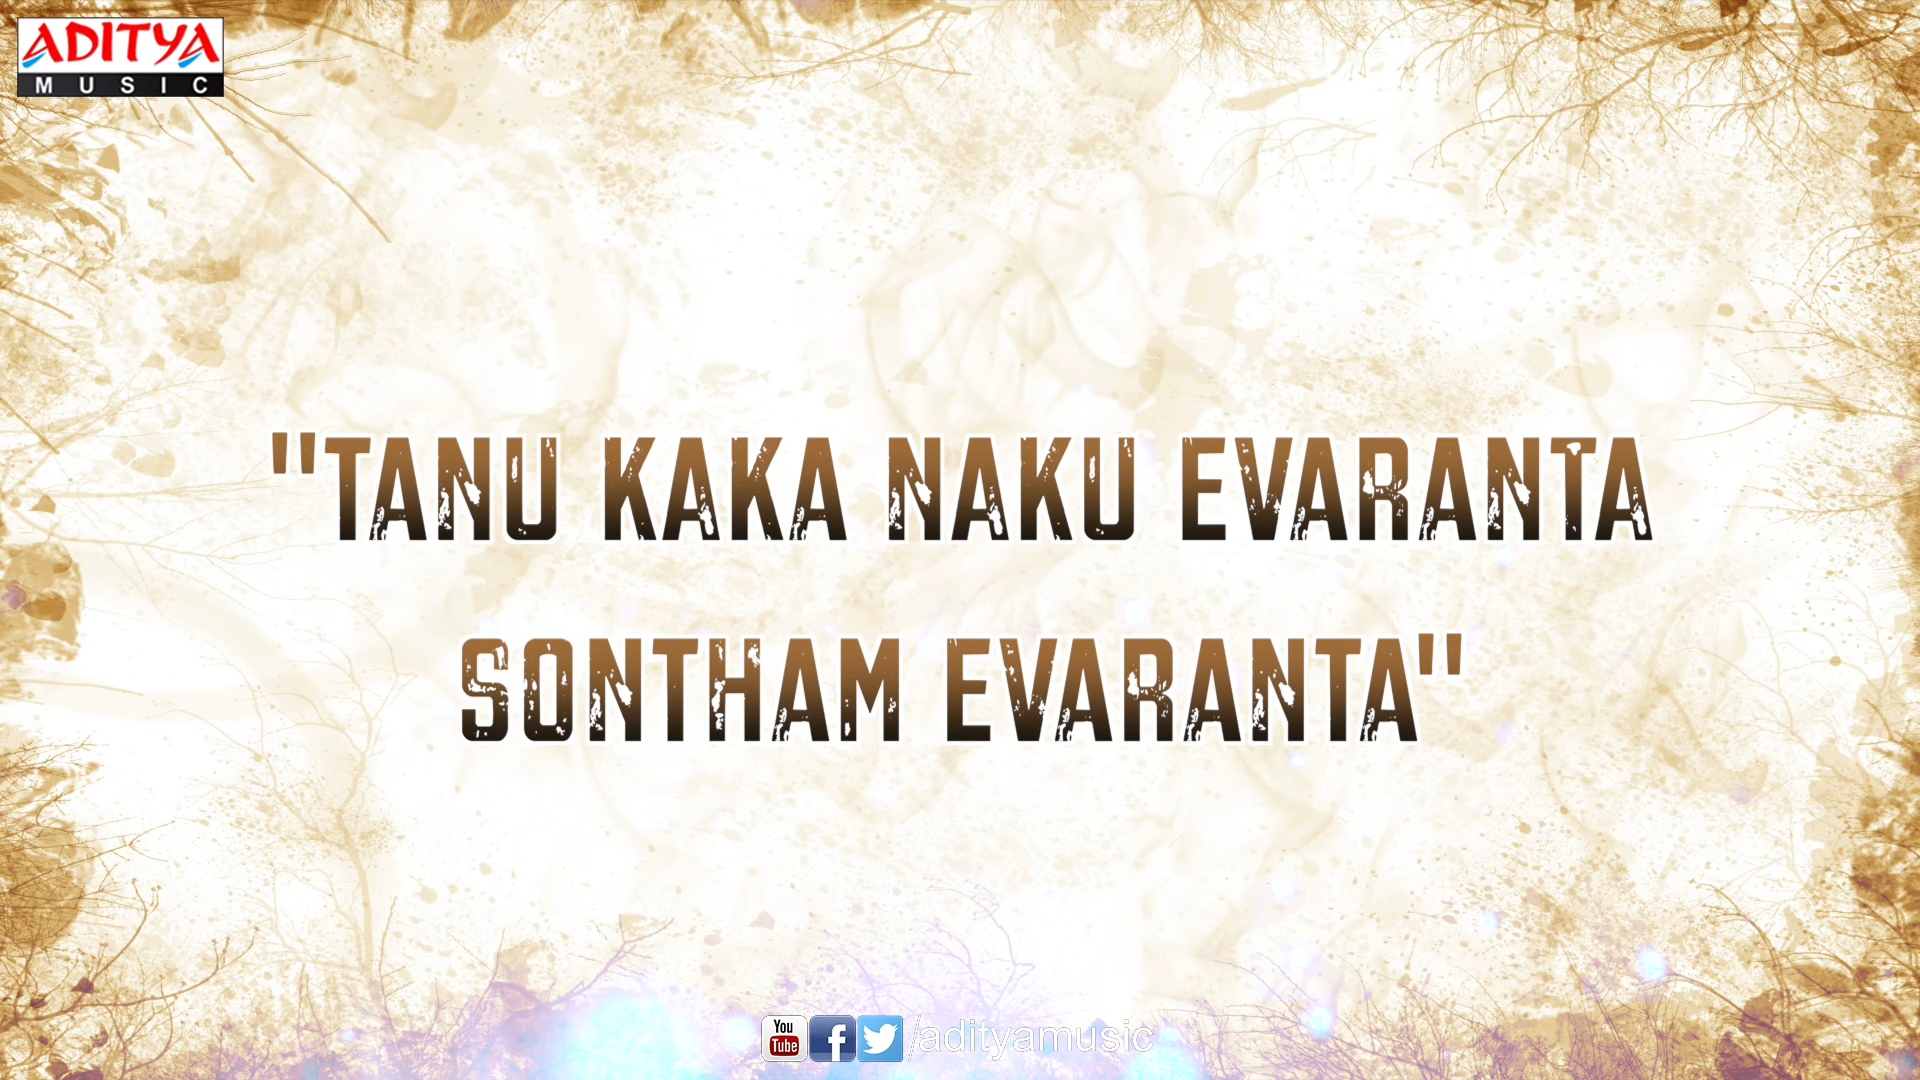 ADITYA
MUSIC
"TANU KAKA NAKU EVARANTA
SONTHAM EVARANTA"
You
Tube
f
/adityamusic